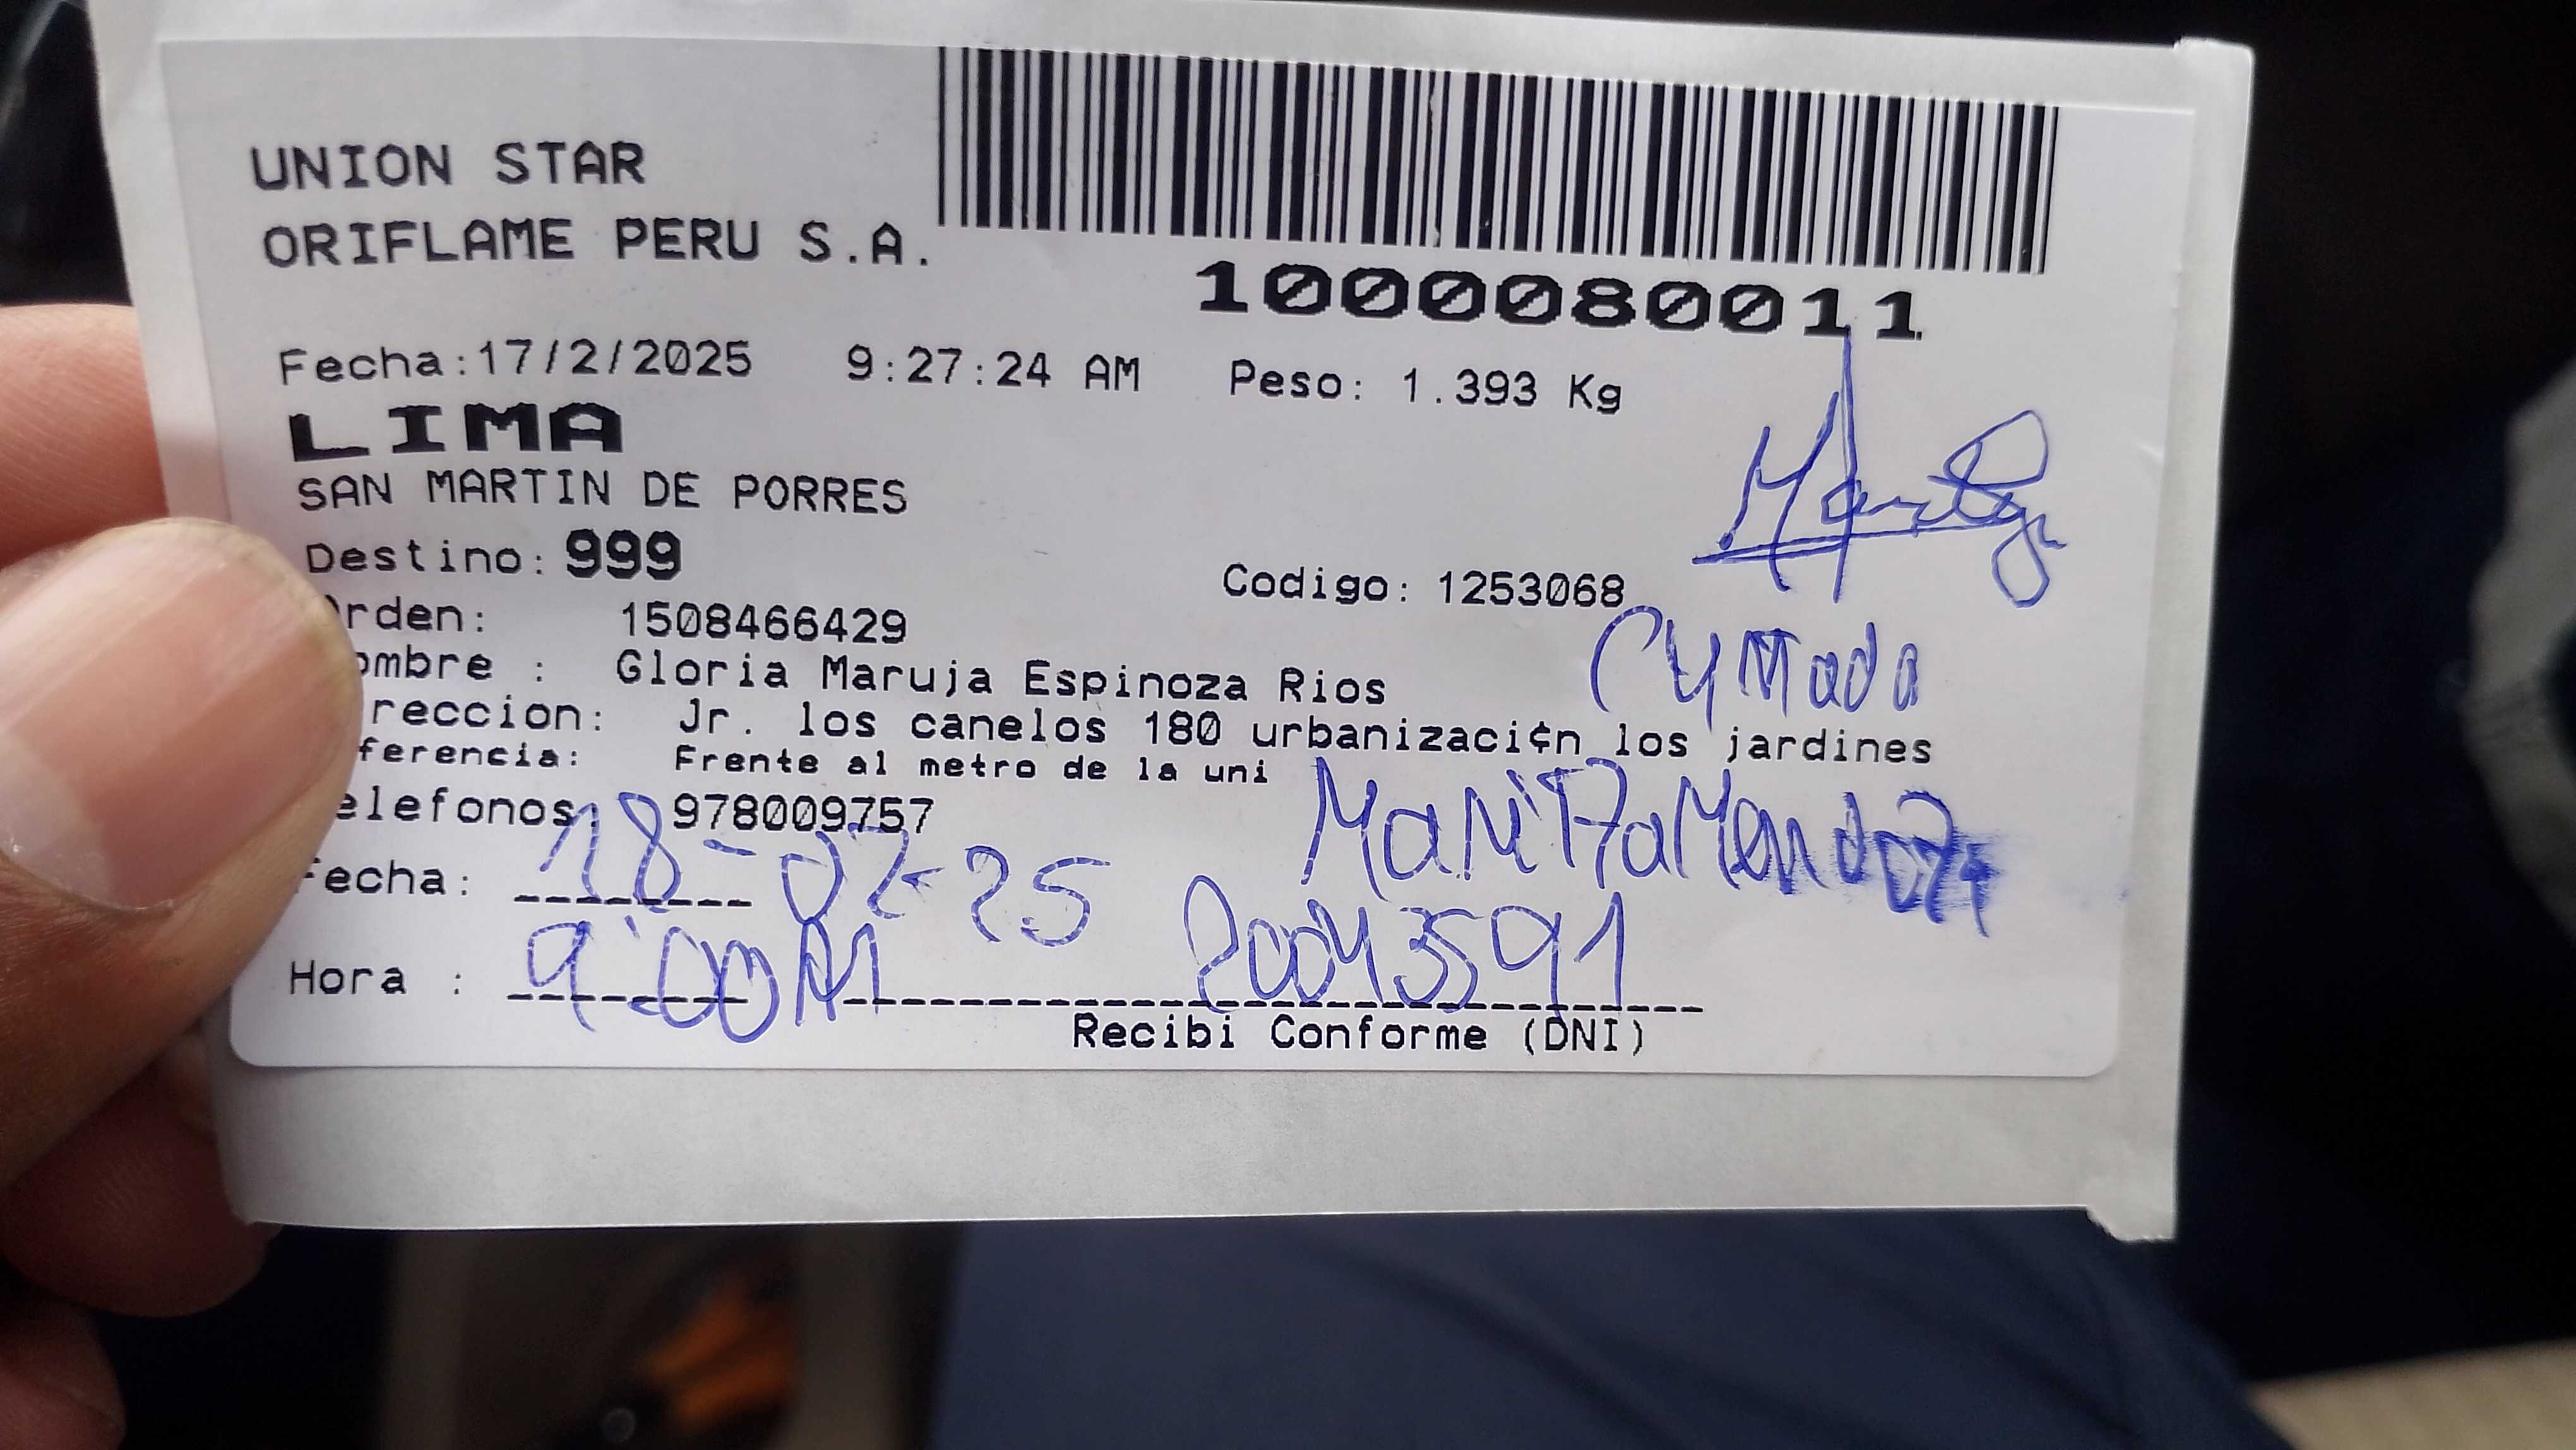 UNION STAR
ORIFLAME PERU S.A.
1000080011
Fecha:17/2/2025 9:27:24 AM Peso: 1.393 Kg
LIMA
SAN MARTIN DE PORRES
Destino: 999
Codigo: 1253068
rden: 1508466429
ombre : Gloria Maruja Espinoza Rios
reccion: Jr. los canelos 180 urbanizaci¢n los jardines
ferencia: Frente al metro de la uni
elefonos: 978009757
Fecha: 18-02-25
Hora : 9:00 AM
20043591
Recibi Conforme (DNI)